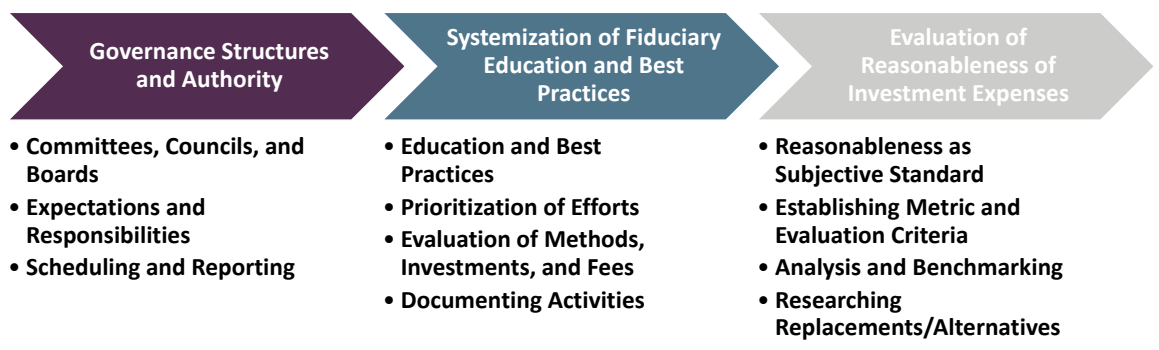 Governance Structures
and Authority
• Committees, Councils, and
Boards
• Expectations and
Responsibilities
• Scheduling and Reporting
Systemization of Fiduciary
Education and Best
Practices
• Education and Best
Practices
• Prioritization of Efforts
• Evaluation of Methods,
Investments, and Fees
• Documenting Activities
Evaluation of
Reasonableness of
Investment Expenses
• Reasonableness as
Subjective Standard
• Establishing Metric and
Evaluation Criteria
• Analysis and Benchmarking
• Researching
Replacements/Alternatives